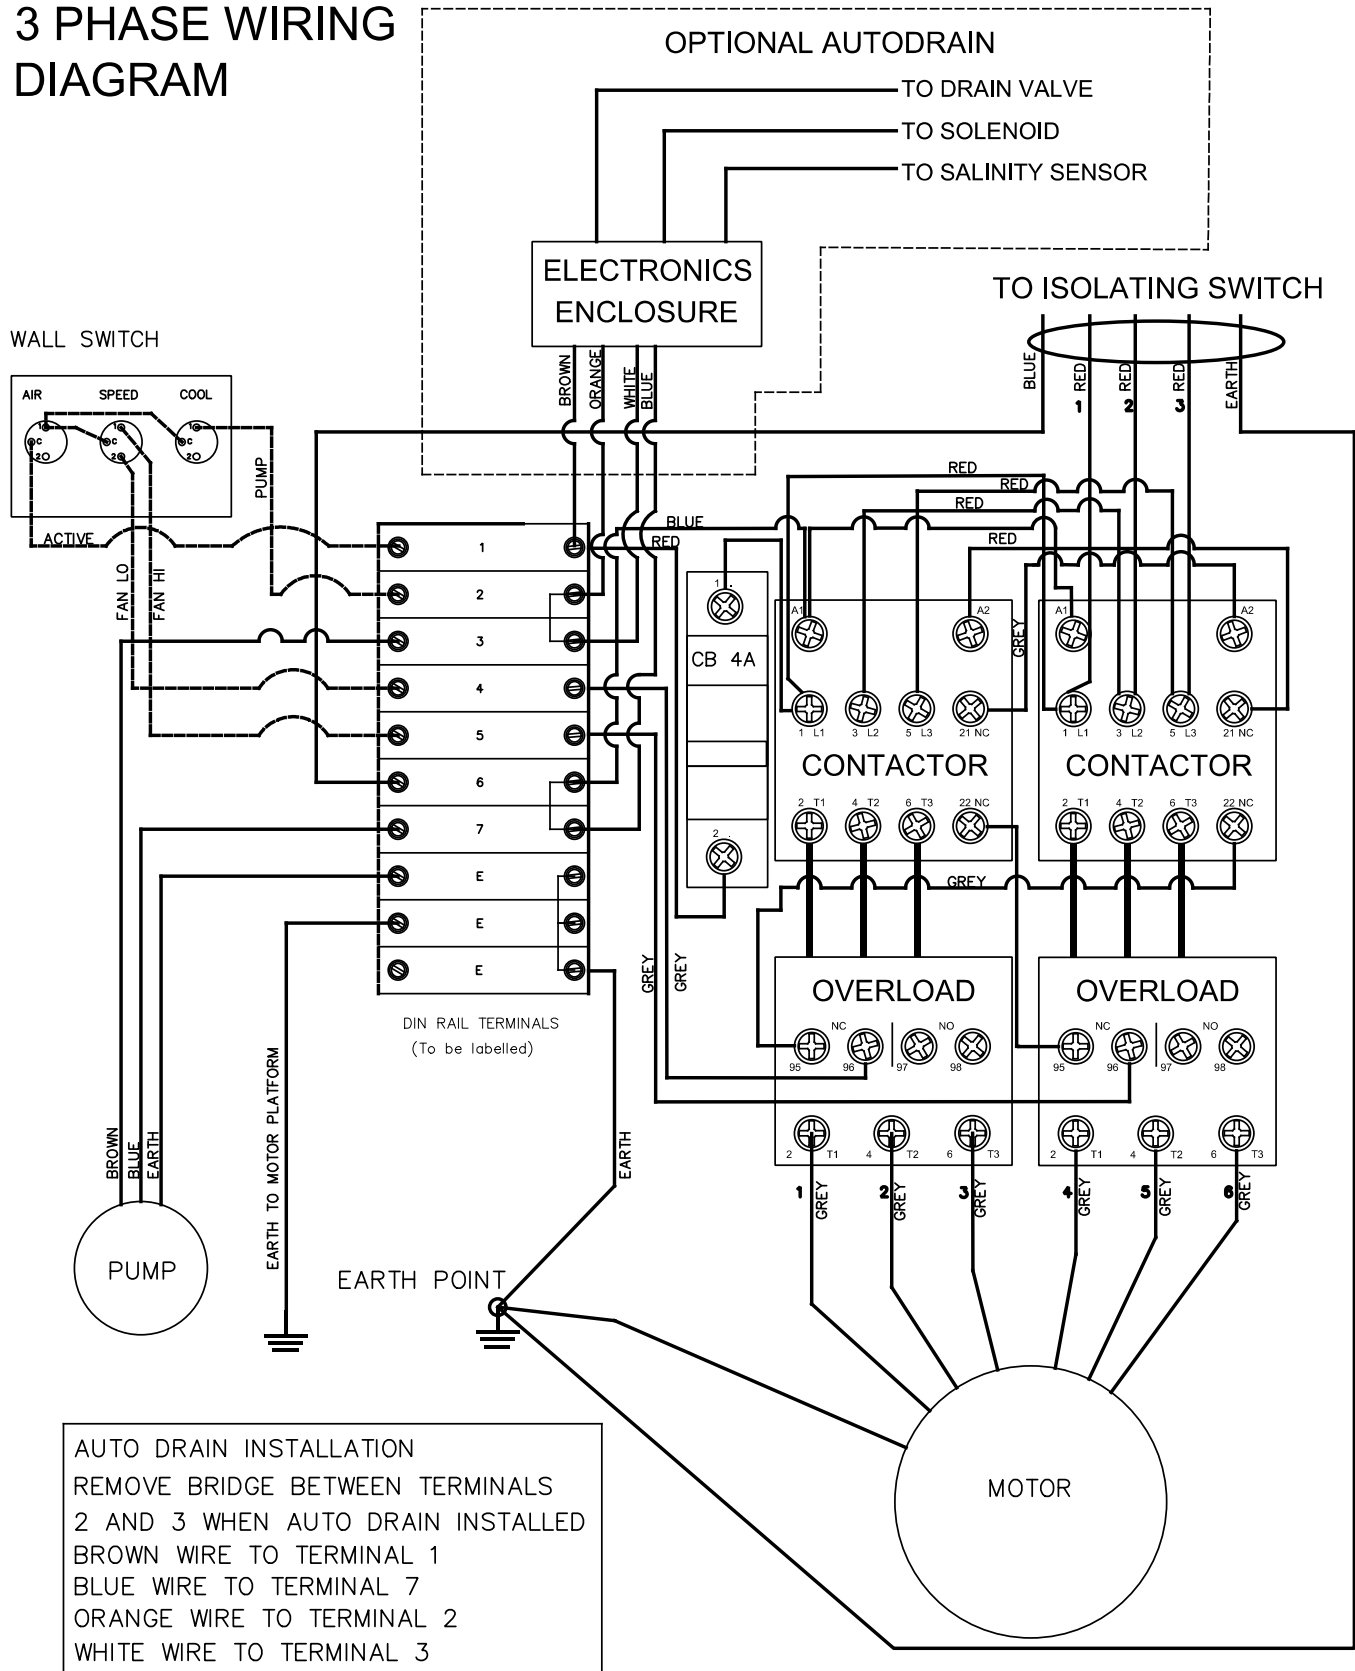 3 PHASE WIRING
DIAGRAM
OPTIONAL AUTODRAIN
TO DRAIN VALVE
TO SOLENOID
TO SALINITY SENSOR
ELECTRONICS
ENCLOSURE
TO ISOLATING SWITCH
BROWN
ORANGE
WHITE
BLUE
BLUE
RED
1
RED
2
RED
3
EARTH
WALL SWITCH
AIR SPEED COOL
1 1 1
C C C
2 2 2
PUMP
ACTIVE
FAN LO
FAN HI
BLUE
RED
RED
RED
RED
RED
GREY
1
2
3
4
5
6
7
E
E
E
DIN RAIL TERMINALS
(To be labelled)
1 .
CB 4A
2 .
A1 A2
1 L1 3 L2 5 L3 21 NC
CONTACTOR
2 T1 4 T2 6 T3 22 NC
A1 A2
1 L1 3 L2 5 L3 21 NC
CONTACTOR
2 T1 4 T2 6 T3 22 NC
GREY
GREY
GREY
OVERLOAD
NC NO
95 96 97 98
2 T1 4 T2 6 T3
OVERLOAD
NC NO
95 96 97 98
2 T1 4 T2 6 T3
1 GREY
2 GREY
3 GREY
4 GREY
5 GREY
6 GREY
BROWN
BLUE
EARTH
PUMP
EARTH TO MOTOR PLATFORM
EARTH
EARTH POINT
MOTOR
AUTO DRAIN INSTALLATION
REMOVE BRIDGE BETWEEN TERMINALS
2 AND 3 WHEN AUTO DRAIN INSTALLED
BROWN WIRE TO TERMINAL 1
BLUE WIRE TO TERMINAL 7
ORANGE WIRE TO TERMINAL 2
WHITE WIRE TO TERMINAL 3